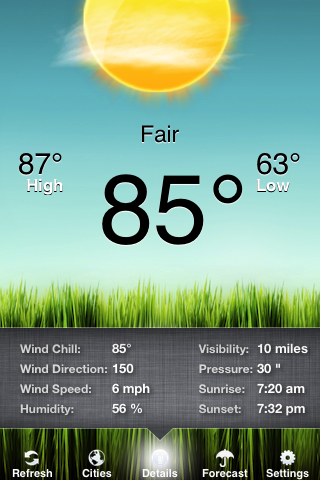 Fair
87° 63°
High Low
85°
Wind Chill: 85° Visibility: 10 miles
Wind Direction: 150 Pressure: 30 "
Wind Speed: 6 mph Sunrise: 7:20 am
Humidity: 56 % Sunset: 7:32 pm
Refresh Cities Details Forecast Settings